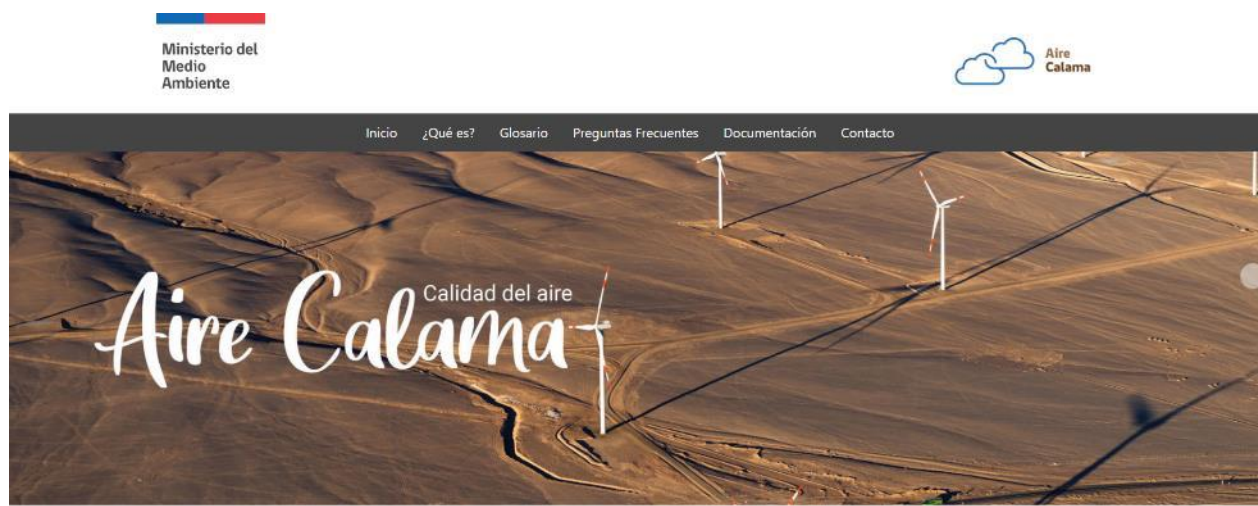 Ministerio del
Medio
Ambiente
Aire
Calama
Inicio ¿Qué es? Glosario Preguntas Frecuentes Documentación Contacto
Calidad del aire
Aire Calama